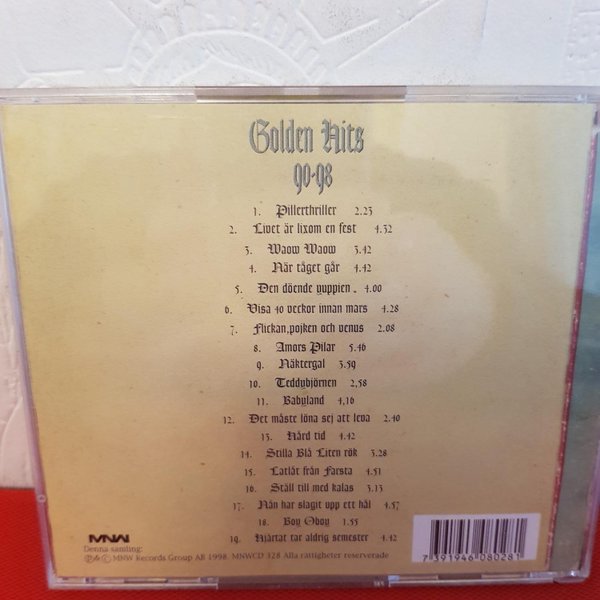 Golden Hits
90-98
1. Pillerthriller 2.23
2. Livet är lixom en fest 4.32
3. Waow Waow 3.42
4. När tåget går 4.42
5. Den döende yuppien. 4.00
6. Visa 40 veckor innan mars 4.28
7. Flickan,pojken och venus 2.08
8. Amors Pilar 5.46
9. Näktergal 3.59
10. Teddybjörnen 2,58
11. Babyland 4,16
12. Det måste löna sej att leva 2.40
13. Hård tid 4.42
14. Stilla Blå Liten rök 3.28
15. Latlåt från Farsta 4.51
16. Ställ till med kalas 3.13
17. Nån har slagit upp ett hål 4.57
18. Boy Oboy 1.55
19. Hjärtat tar aldrig semester 4.42
MNW
Denna samling:
℗&© MNW Records Group AB 1998. MNWCD 328 Alla rättigheter reserverade
7 391946 080281